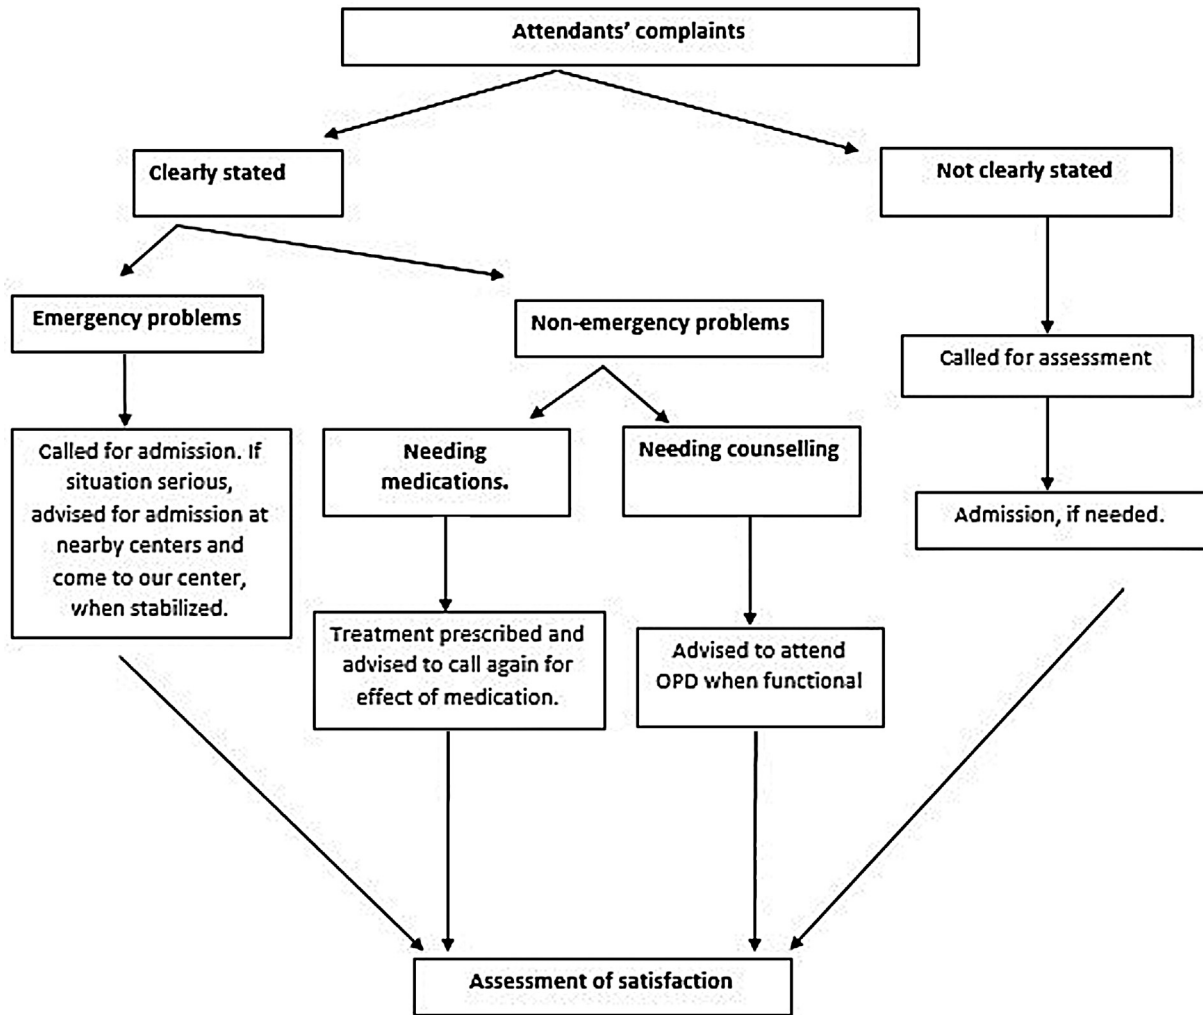 Attendants’ complaints
Clearly stated
Not clearly stated
Emergency problems
Non-emergency problems
Called for assessment
Called for admission. If
situation serious,
advised for admission at
nearby centers and
come to our center,
when stabilized.
Needing
medications.
Needing counselling
Admission, if needed.
Treatment prescribed and
advised to call again for
effect of medication.
Advised to attend
OPD when functional
Assessment of satisfaction